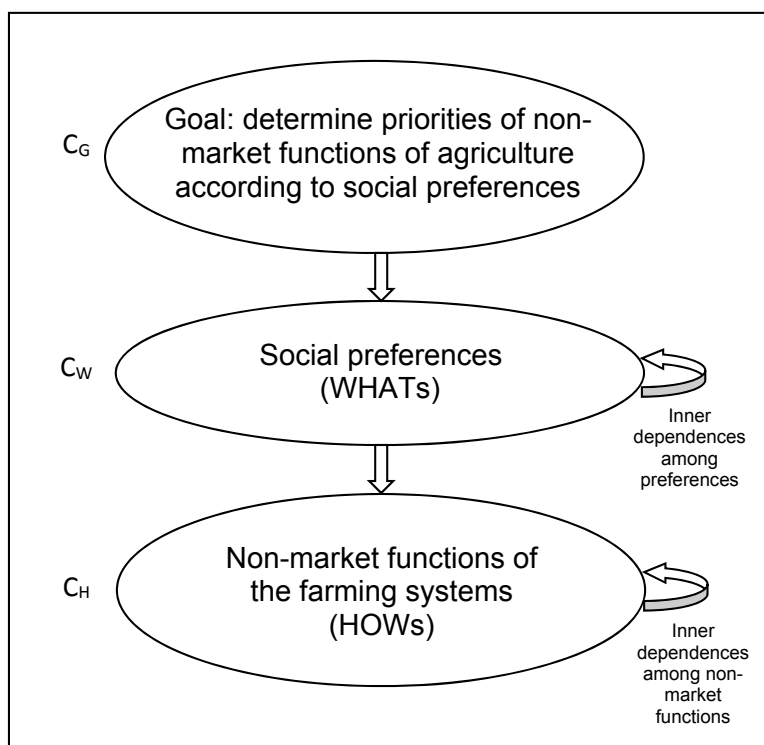 Goal: determine priorities of non-
market functions of agriculture
according to social preferences
CG
Social preferences
(WHATs)
CW
Inner
dependences
among
preferences
Non-market functions of
the farming systems
(HOWs)
CH
Inner
dependences
among non-
market
functions